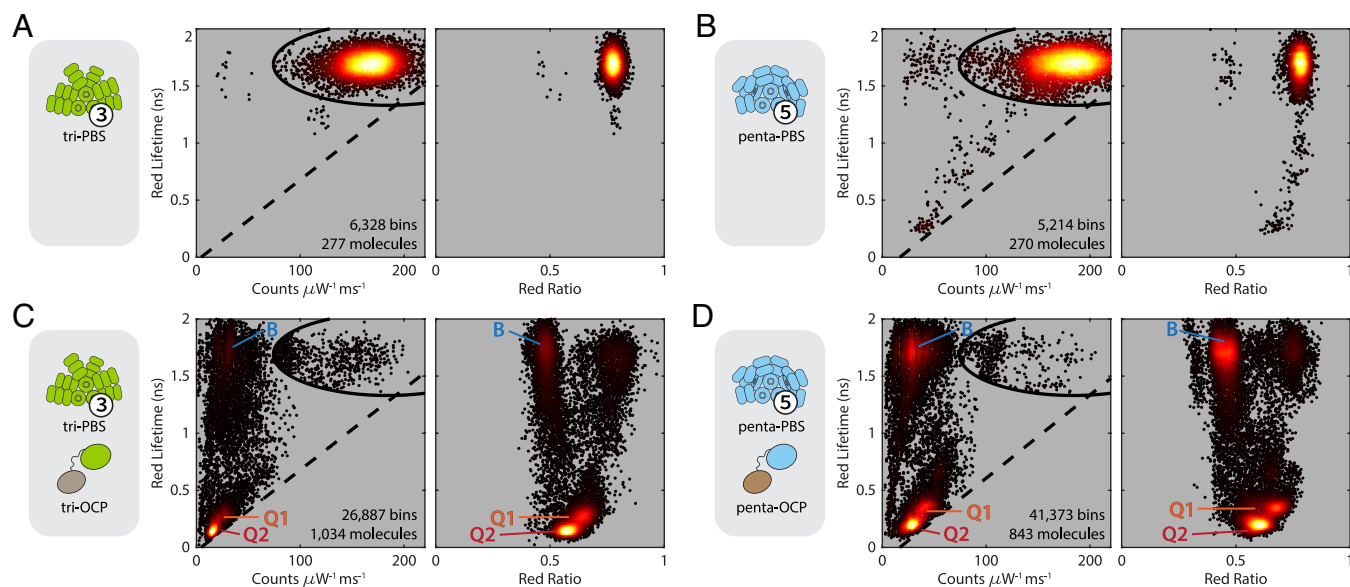 A
3
tri-PBS
Red Lifetime (ns)
2
1.5
1
0.5
0
6,328 bins
277 molecules
0
100
200
Counts μW⁻¹ ms⁻¹
0
0.5
1
Red Ratio
B
5
penta-PBS
Red Lifetime (ns)
2
1.5
1
0.5
0
5,214 bins
270 molecules
0
100
200
Counts μW⁻¹ ms⁻¹
0
0.5
1
Red Ratio
C
3
tri-PBS
tri-OCP
Red Lifetime (ns)
2
1.5
1
0.5
0
B
Q1
Q2
26,887 bins
1,034 molecules
0
100
200
Counts μW⁻¹ ms⁻¹
B
Q1
Q2
0
0.5
1
Red Ratio
D
5
penta-PBS
penta-OCP
Red Lifetime (ns)
2
1.5
1
0.5
0
B
Q1
Q2
41,373 bins
843 molecules
0
100
200
Counts μW⁻¹ ms⁻¹
B
Q1
Q2
0
0.5
1
Red Ratio